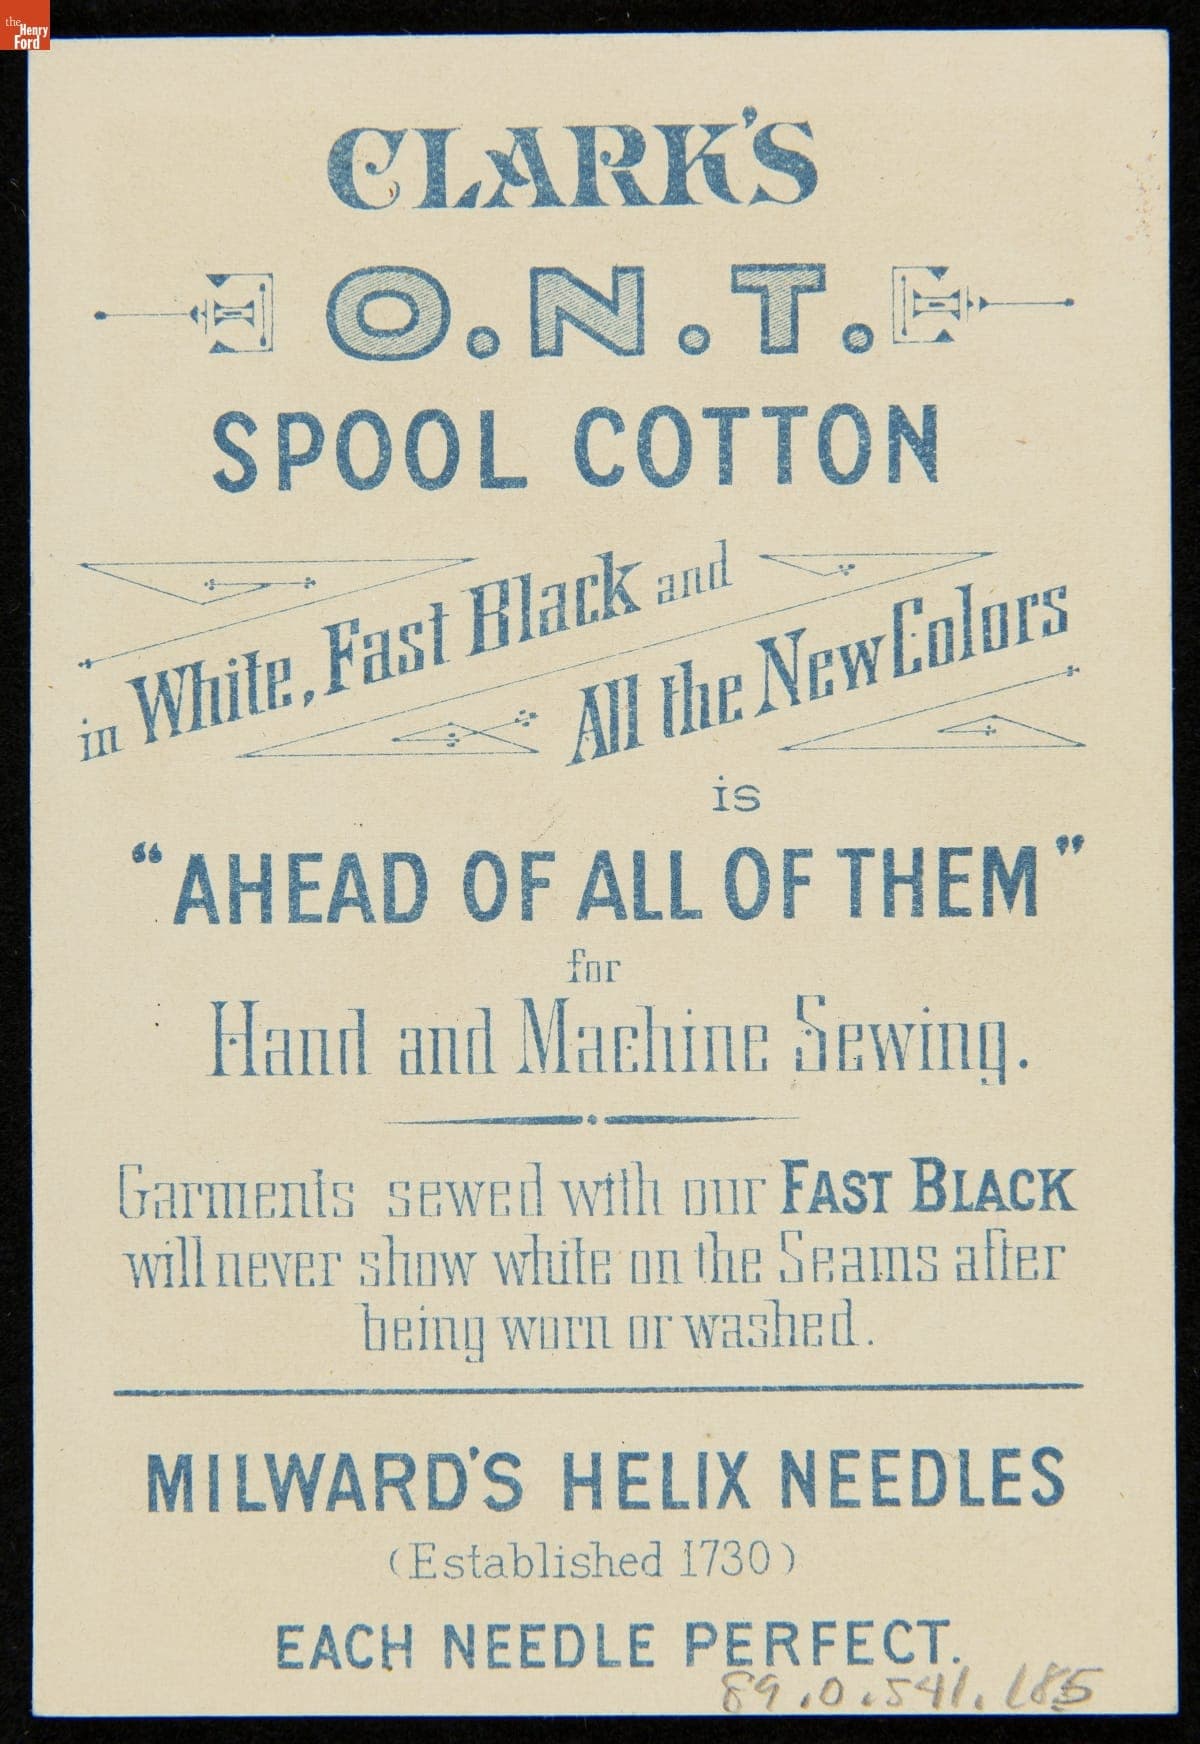 the
Henry
Ford
CLARK'S
O.N.T.
SPOOL COTTON
in White, Fast Black and
All the New Colors
is
"AHEAD OF ALL OF THEM"
for
Hand and Machine Sewing.
Garments sewed with our FAST BLACK
will never show white on the Seams after
being worn or washed.
MILWARD'S HELIX NEEDLES
(Established 1730)
EACH NEEDLE PERFECT.
89.0.541.185